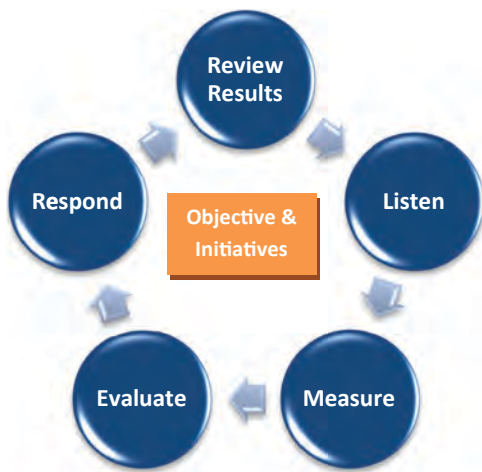 Review
Results
Respond
Listen
Objective &
Initiatives
Evaluate
Measure